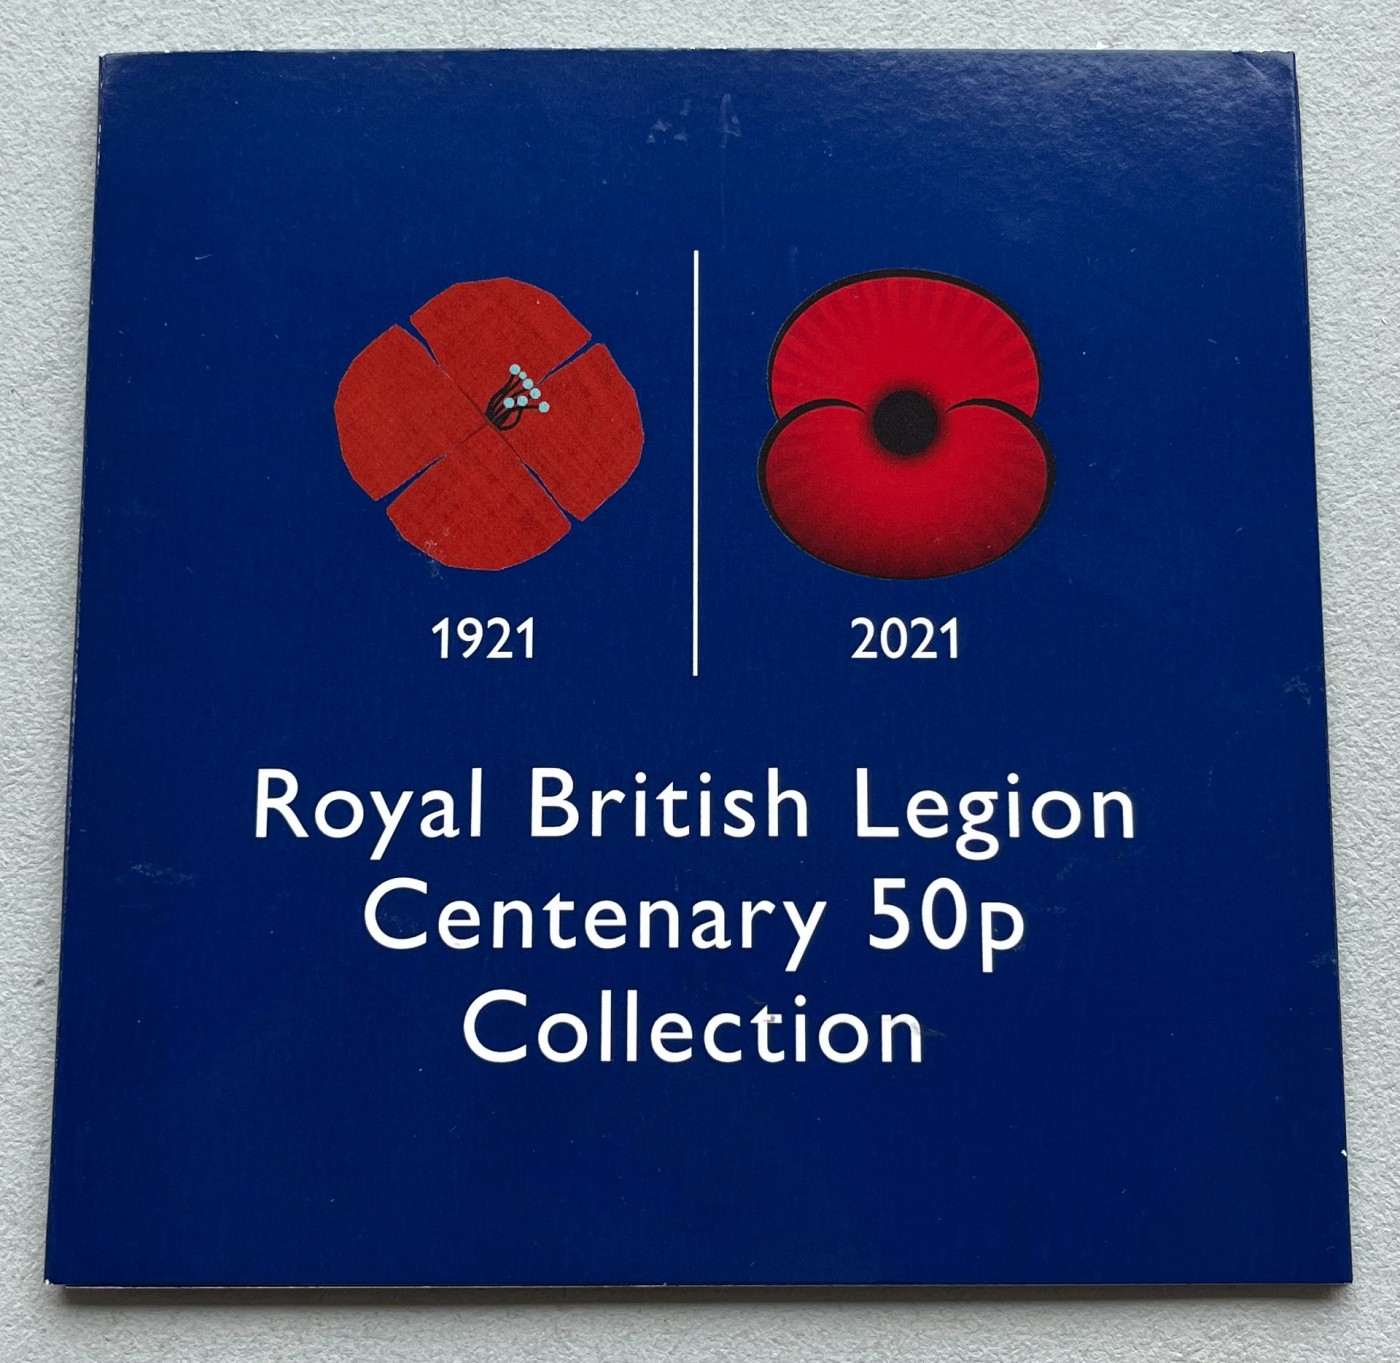 1921
2021
Royal British Legion
Centenary 50p
Collection